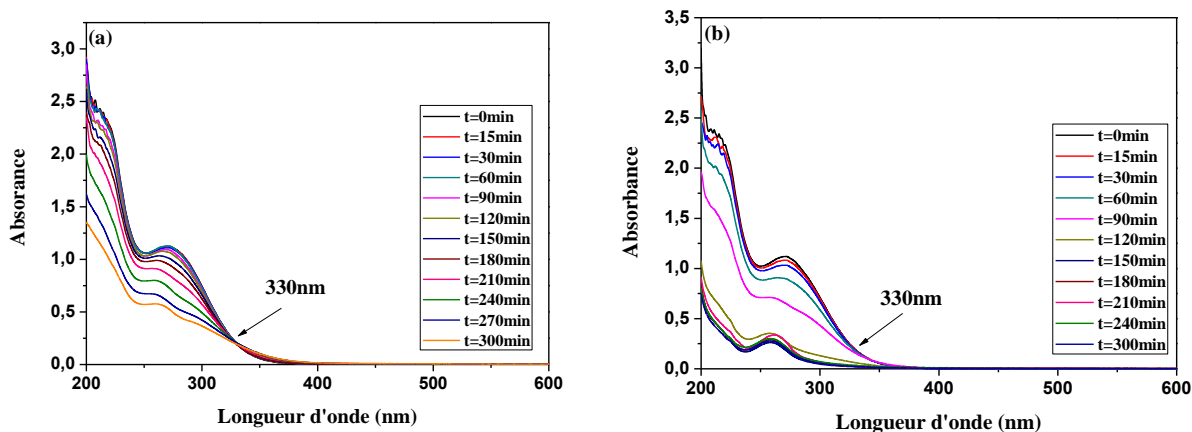 (a)
3,0
2,5
2,0
1,5
1,0
0,5
0,0
Absorance
200 300 400 500 600
Longueur d'onde (nm)
330nm
t=0min
t=15min
t=30min
t=60min
t=90min
t=120min
t=150min
t=180min
t=210min
t=240min
t=270min
t=300min
(b)
3,5
3,0
2,5
2,0
1,5
1,0
0,5
0,0
Absorbance
200 300 400 500 600
Longueur d'onde (nm)
330nm
t=0min
t=15min
t=30min
t=60min
t=90min
t=120min
t=150min
t=180min
t=210min
t=240min
t=300min